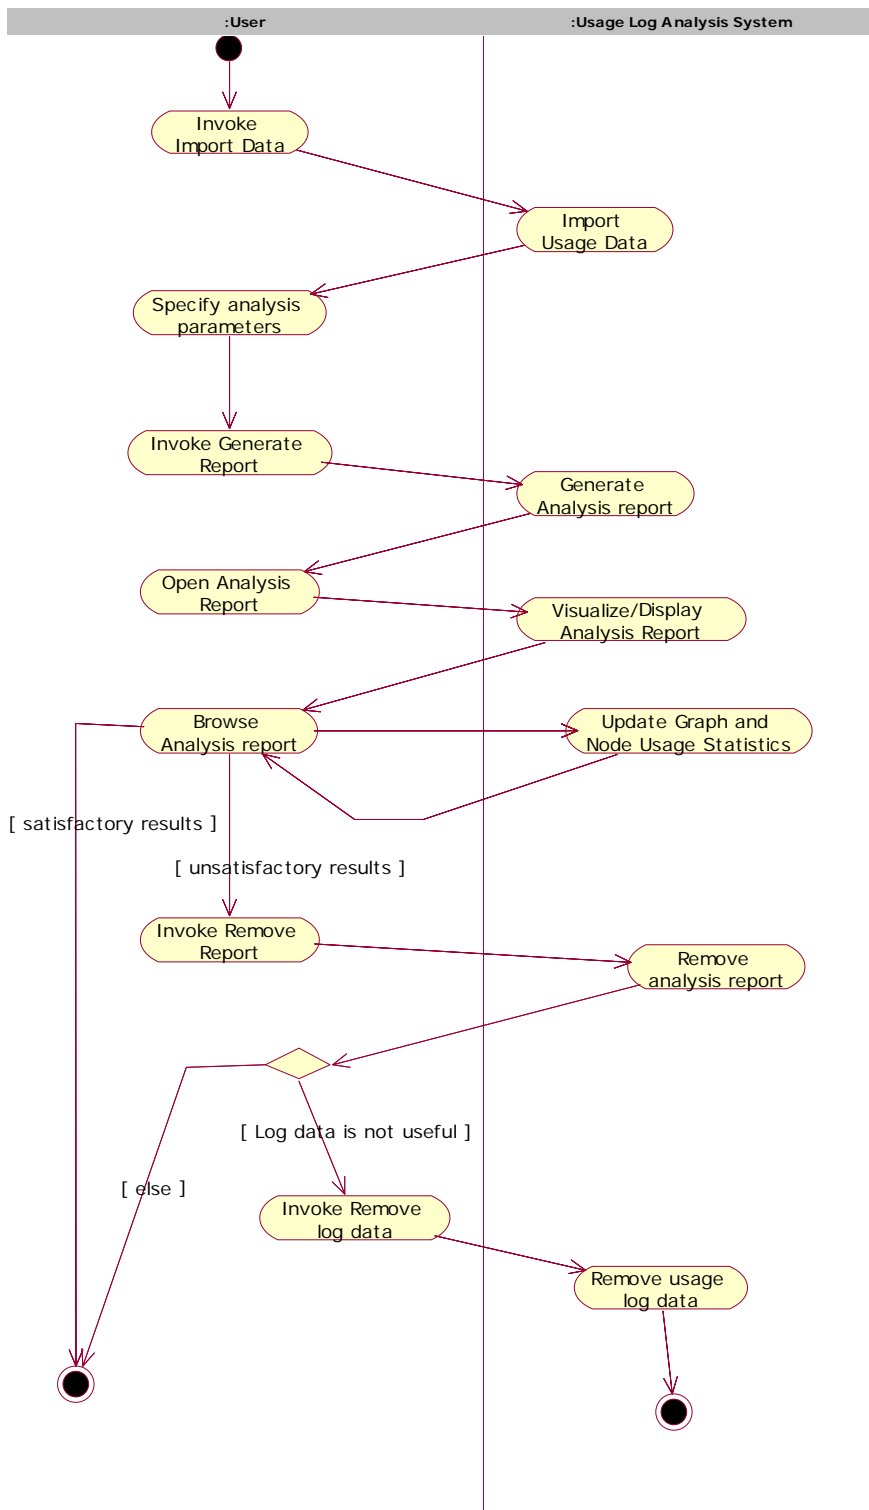 :User
:Usage Log Analysis System
Invoke
Import Data
Import
Usage Data
Specify analysis
parameters
Invoke Generate
Report
Generate
Analysis report
Open Analysis
Report
Visualize/Display
Analysis Report
Browse
Analysis report
Update Graph and
Node Usage Statistics
[ satisfactory results ]
[ unsatisfactory results ]
Invoke Remove
Report
Remove
analysis report
[ Log data is not useful ]
[ else ]
Invoke Remove
log data
Remove usage
log data